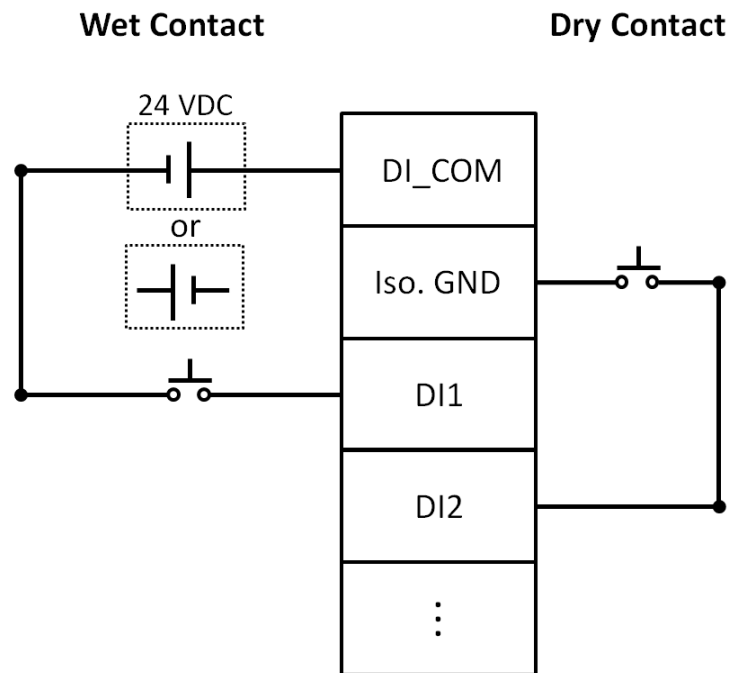 Wet Contact
Dry Contact
24 VDC
or
DI_COM
Iso. GND
DI1
DI2
⋮